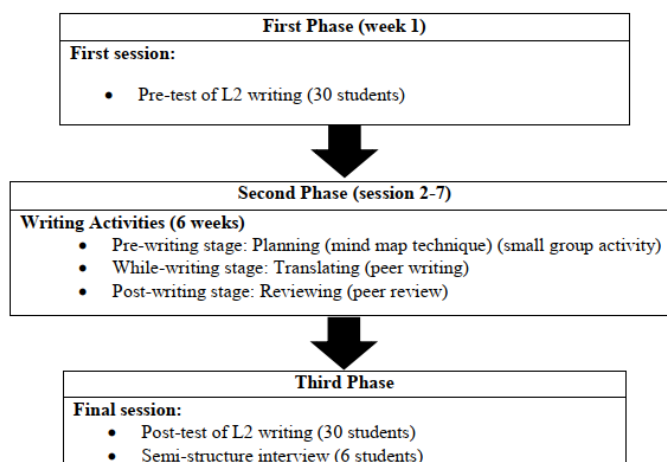 First Phase (week 1)
First session:
• Pre-test of L2 writing (30 students)
Second Phase (session 2-7)
Writing Activities (6 weeks)
• Pre-writing stage: Planning (mind map technique) (small group activity)
• While-writing stage: Translating (peer writing)
• Post-writing stage: Reviewing (peer review)
Third Phase
Final session:
• Post-test of L2 writing (30 students)
• Semi-structure interview (6 students)